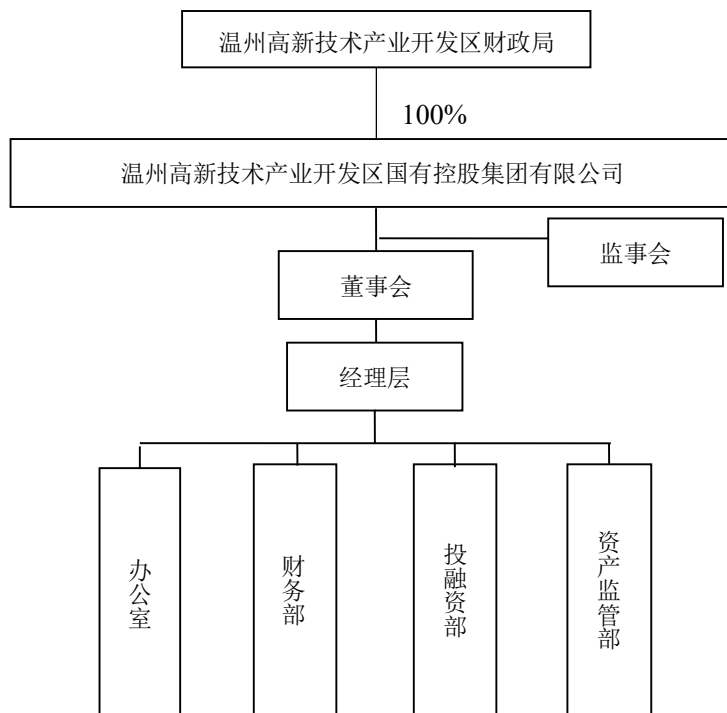 温州高新技术产业开发区财政局
100%
温州高新技术产业开发区国有控股集团有限公司
监事会
董事会
经理层
办公室
财务部
投融资部
资产监管部